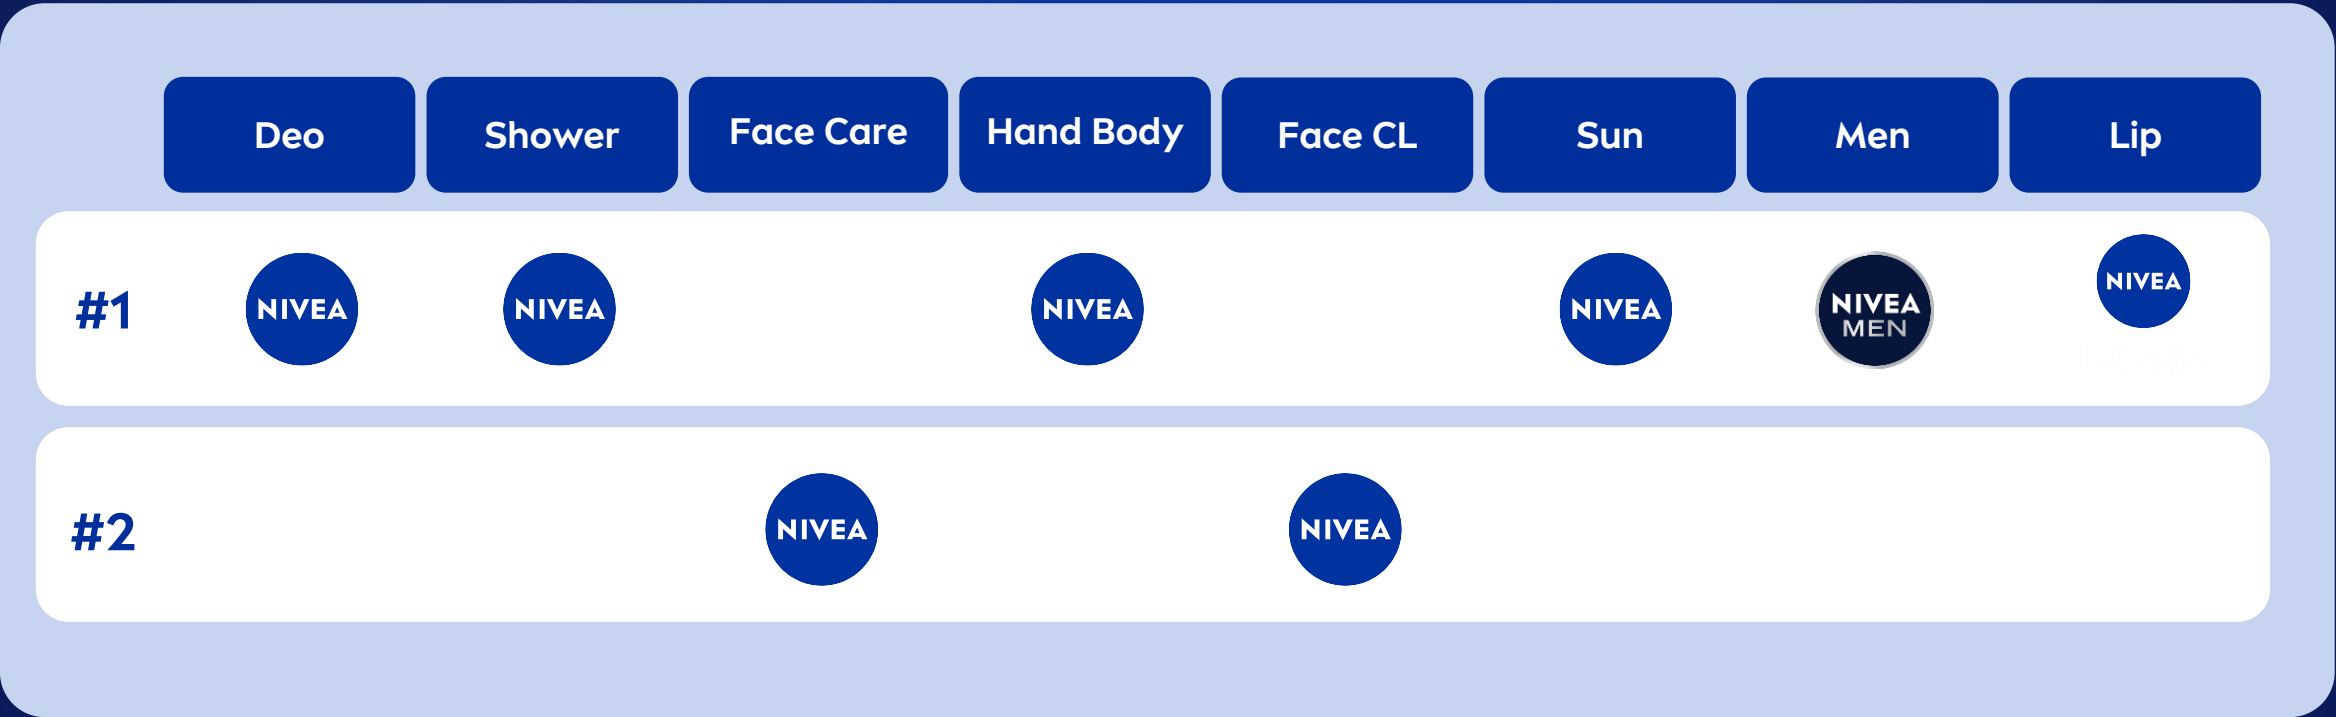 Deo
Shower
Face Care
Hand Body
Face CL
Sun
Men
Lip
#1
NIVEA
NIVEA
NIVEA
NIVEA
NIVEA
MEN
NIVEA
#2
NIVEA
NIVEA